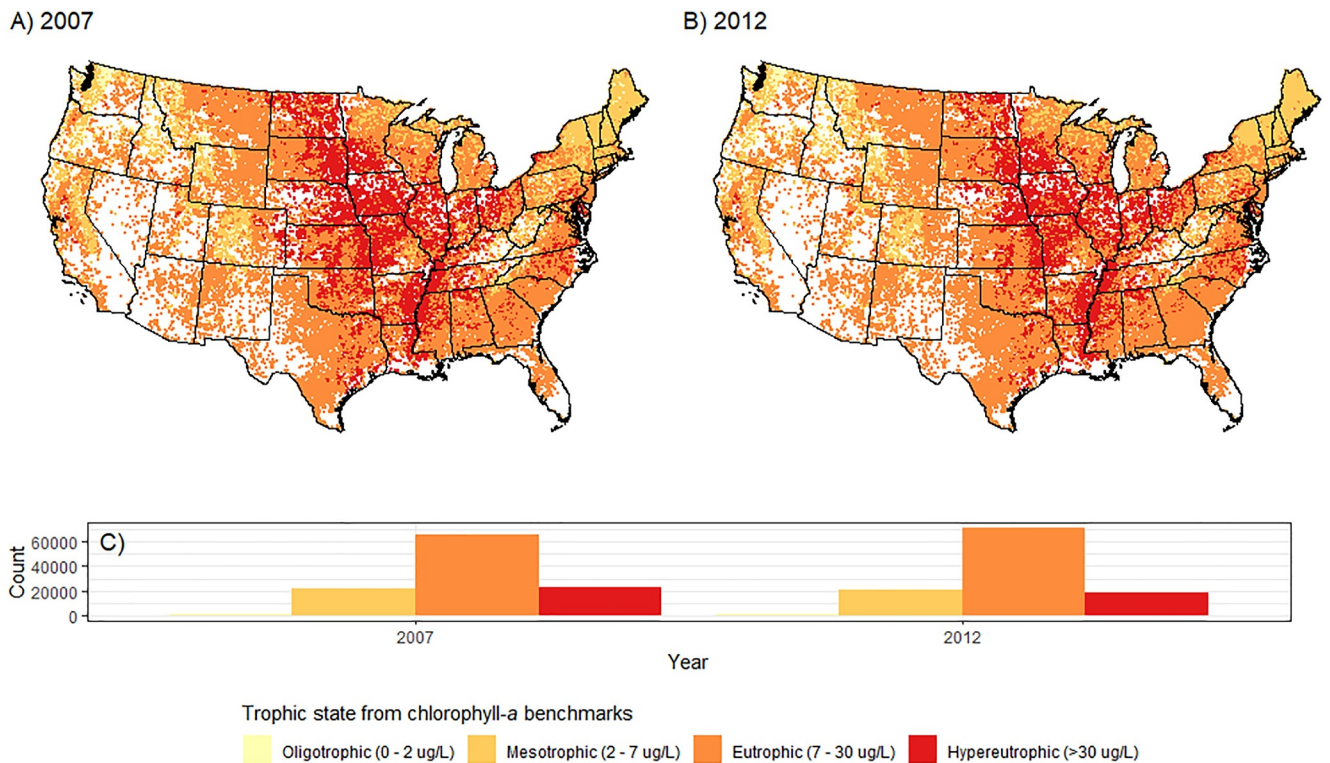 A) 2007
B) 2012
C)
Count
60000
40000
20000
0
2007
2012
Year
Trophic state from chlorophyll-a benchmarks
Oligotrophic (0 - 2 ug/L)
Mesotrophic (2 - 7 ug/L)
Eutrophic (7 - 30 ug/L)
Hypereutrophic (>30 ug/L)